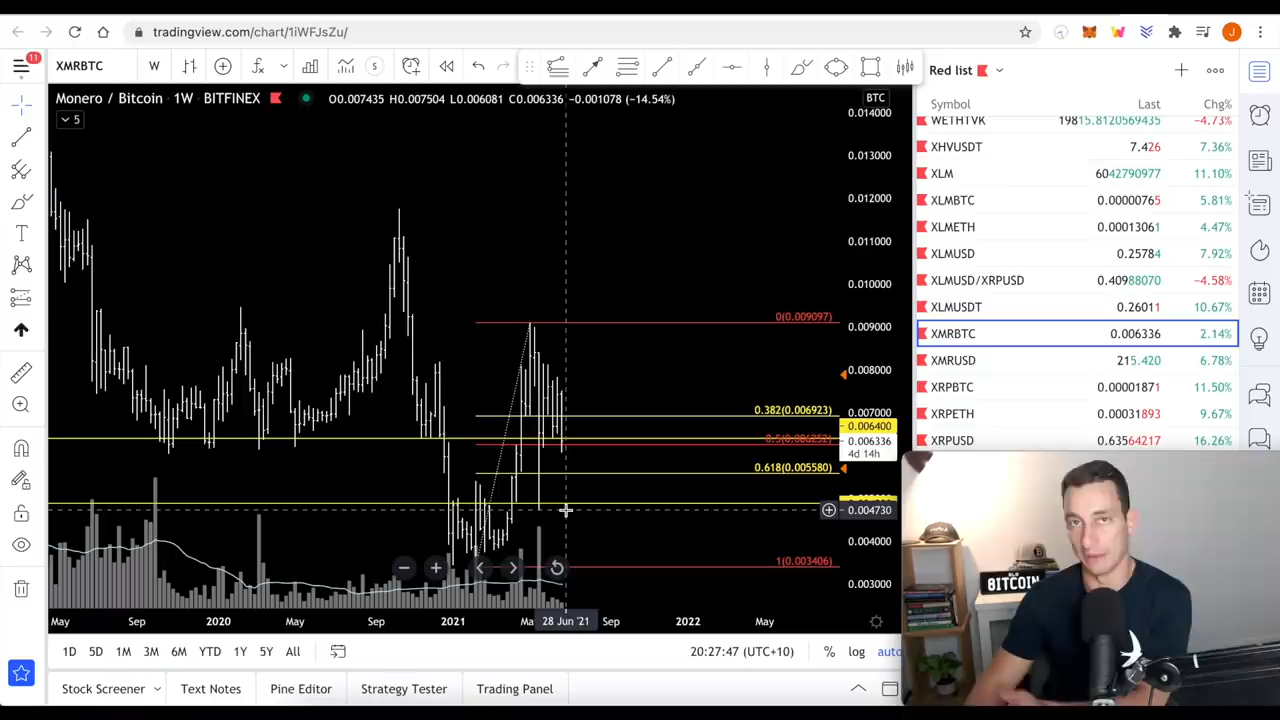 tradingview.com/chart/1iWFJsZu/
J
11
XMRBTC
W
S
Red list
Monero / Bitcoin · 1W · BITFINEX
O0.007435 H0.007504 L0.006081 C0.006336 −0.001078 (−14.54%)
BTC
5
Symbol Last Chg%
WETHTVK 19815.8120569435 −4.73%
XHVUSDT 7.426 7.36%
XLM 6042790977 11.10%
XLMBTC 0.00000765 5.81%
XLMETH 0.00013061 4.47%
XLMUSD 0.25784 7.92%
XLMUSD/XRPUSD 0.40988070 −4.58%
XLMUSDT 0.26011 10.67%
XMRBTC 0.006336 2.14%
XMRUSD 215.420 6.78%
XRPBTC 0.00001871 11.50%
XRPETH 0.00031893 9.67%
XRPUSD 0.63564217 16.26%
0.014000
0.013000
0.012000
0.011000
0.010000
0.009000
0.008000
0.007000
0.006400
0.006336
4d 14h
0.004730
0.004000
0.003000
0(0.009097)
0.382(0.006923)
0.5(0.006252)
0.618(0.005580)
1(0.003406)
May Sep 2020 May Sep 2021 Ma 28 Jun '21 Sep 2022 May
1D 5D 1M 3M 6M YTD 1Y 5Y All
20:27:47 (UTC+10) % log auto
Stock Screener Text Notes Pine Editor Strategy Tester Trading Panel
BITCOIN